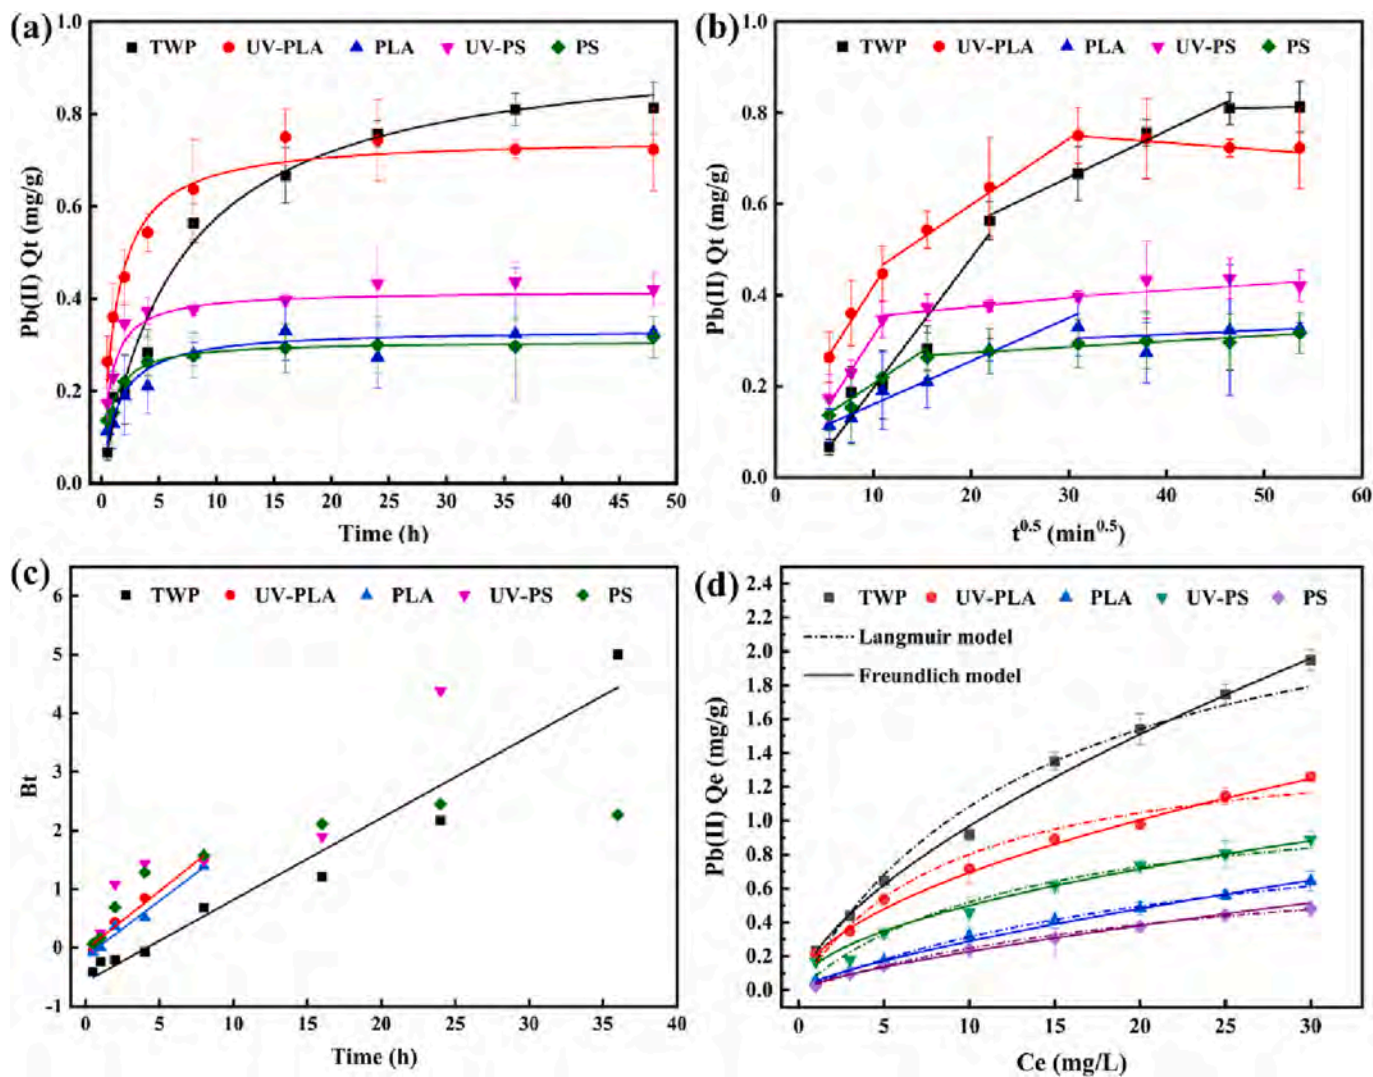 (a)
TWP UV-PLA PLA UV-PS PS
Pb(II) Qt (mg/g)
1.0
0.8
0.6
0.4
0.2
0.0
0 5 10 15 20 25 30 35 40 45 50
Time (h)
(b)
TWP UV-PLA PLA UV-PS PS
Pb(II) Qt (mg/g)
1.0
0.8
0.6
0.4
0.2
0.0
0 10 20 30 40 50 60
t^0.5 (min^0.5)
(c)
TWP UV-PLA PLA UV-PS PS
Bt
6
5
4
3
2
1
0
-1
0 5 10 15 20 25 30 35 40
Time (h)
(d)
TWP UV-PLA PLA UV-PS PS
Langmuir model
Freundlich model
Pb(II) Qe (mg/g)
2.4
2.2
2.0
1.8
1.6
1.4
1.2
1.0
0.8
0.6
0.4
0.2
0.0
0 5 10 15 20 25 30
Ce (mg/L)